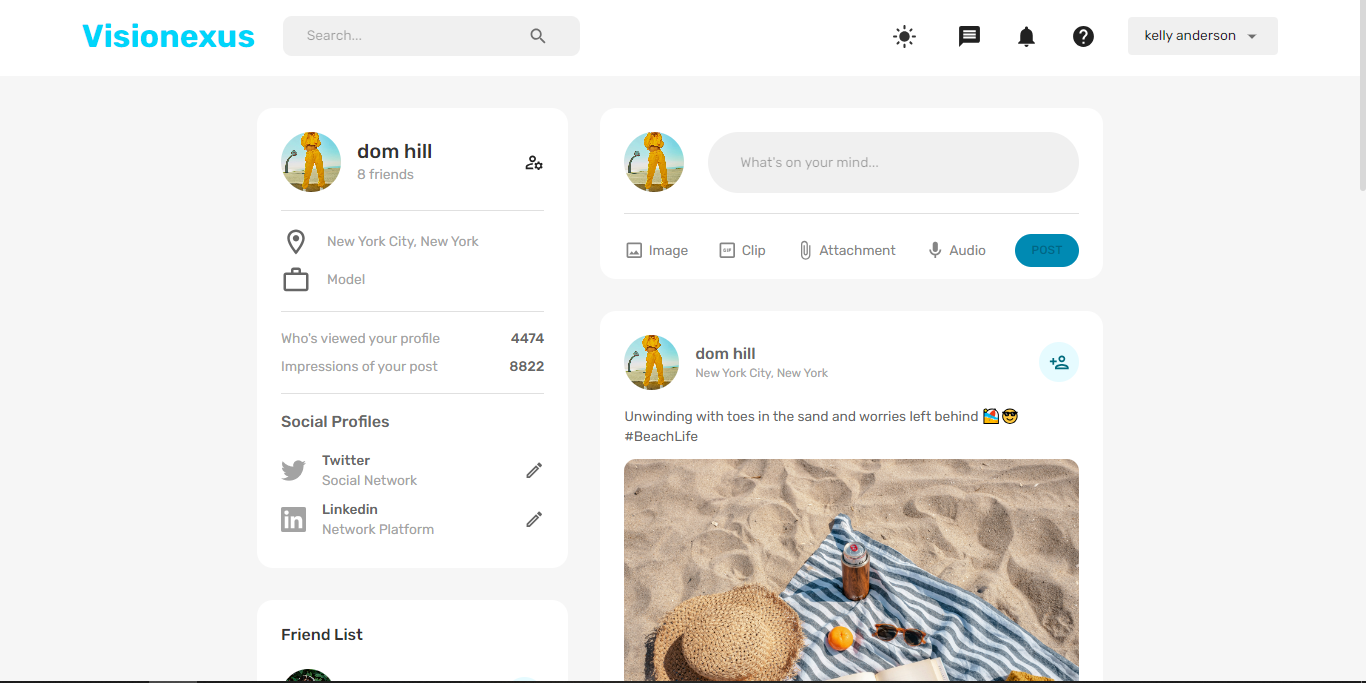 Visionexus
Search...
kelly anderson
dom hill
8 friends
New York City, New York
Model
Who's viewed your profile 4474
Impressions of your post 8822
Social Profiles
Twitter
Social Network
Linkedin
Network Platform
Friend List
What's on your mind...
Image
GIF Clip
Attachment
Audio
POST
dom hill
New York City, New York
Unwinding with toes in the sand and worries left behind 🏖️😎
#BeachLife